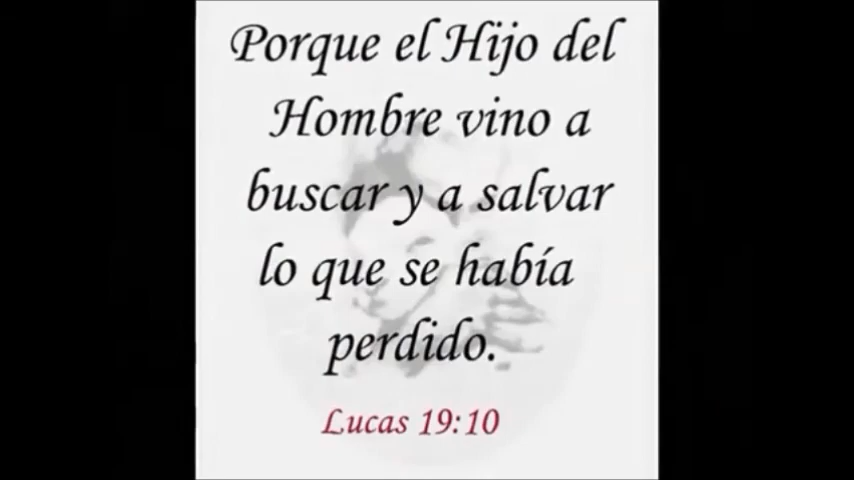 Porque el Hijo del
Hombre vino a
buscar y a salvar
lo que se había
perdido.
Lucas 19:10